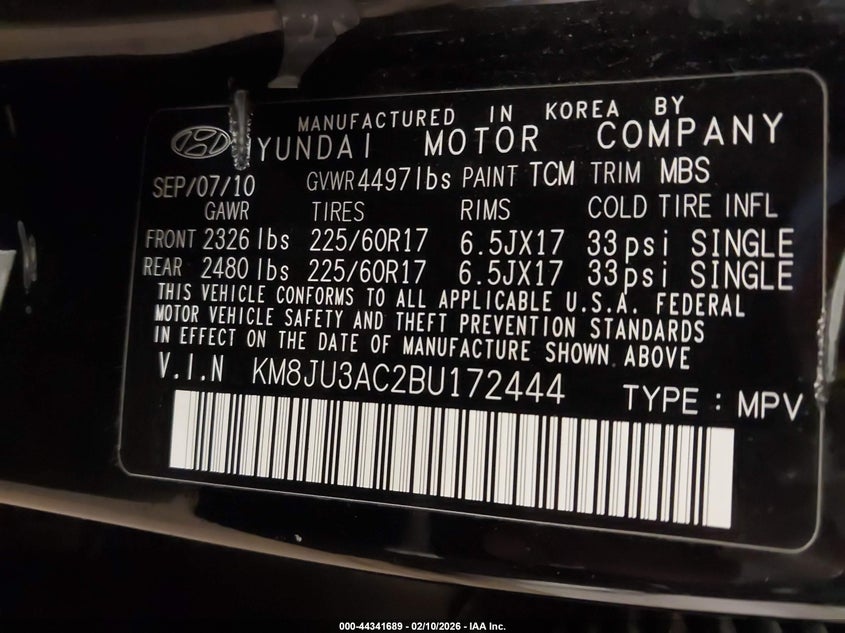 MANUFACTURED IN KOREA BY
HYUNDAI MOTOR COMPANY
SEP/07/10 GVWR 4497lbs PAINT TCM TRIM MBS
GAWR TIRES RIMS COLD TIRE INFL
FRONT 2326 lbs 225/60R17 6.5JX17 33psi SINGLE
REAR 2480 lbs 225/60R17 6.5JX17 33psi SINGLE
THIS VEHICLE CONFORMS TO ALL APPLICABLE U.S.A. FEDERAL
MOTOR VEHICLE SAFETY AND THEFT PREVENTION STANDARDS
IN EFFECT ON THE DATE OF MANUFACTURE SHOWN ABOVE
V.I.N KM8JU3AC2BU172444 TYPE : MPV
000-44341689 - 02/10/2026 - IAA Inc.